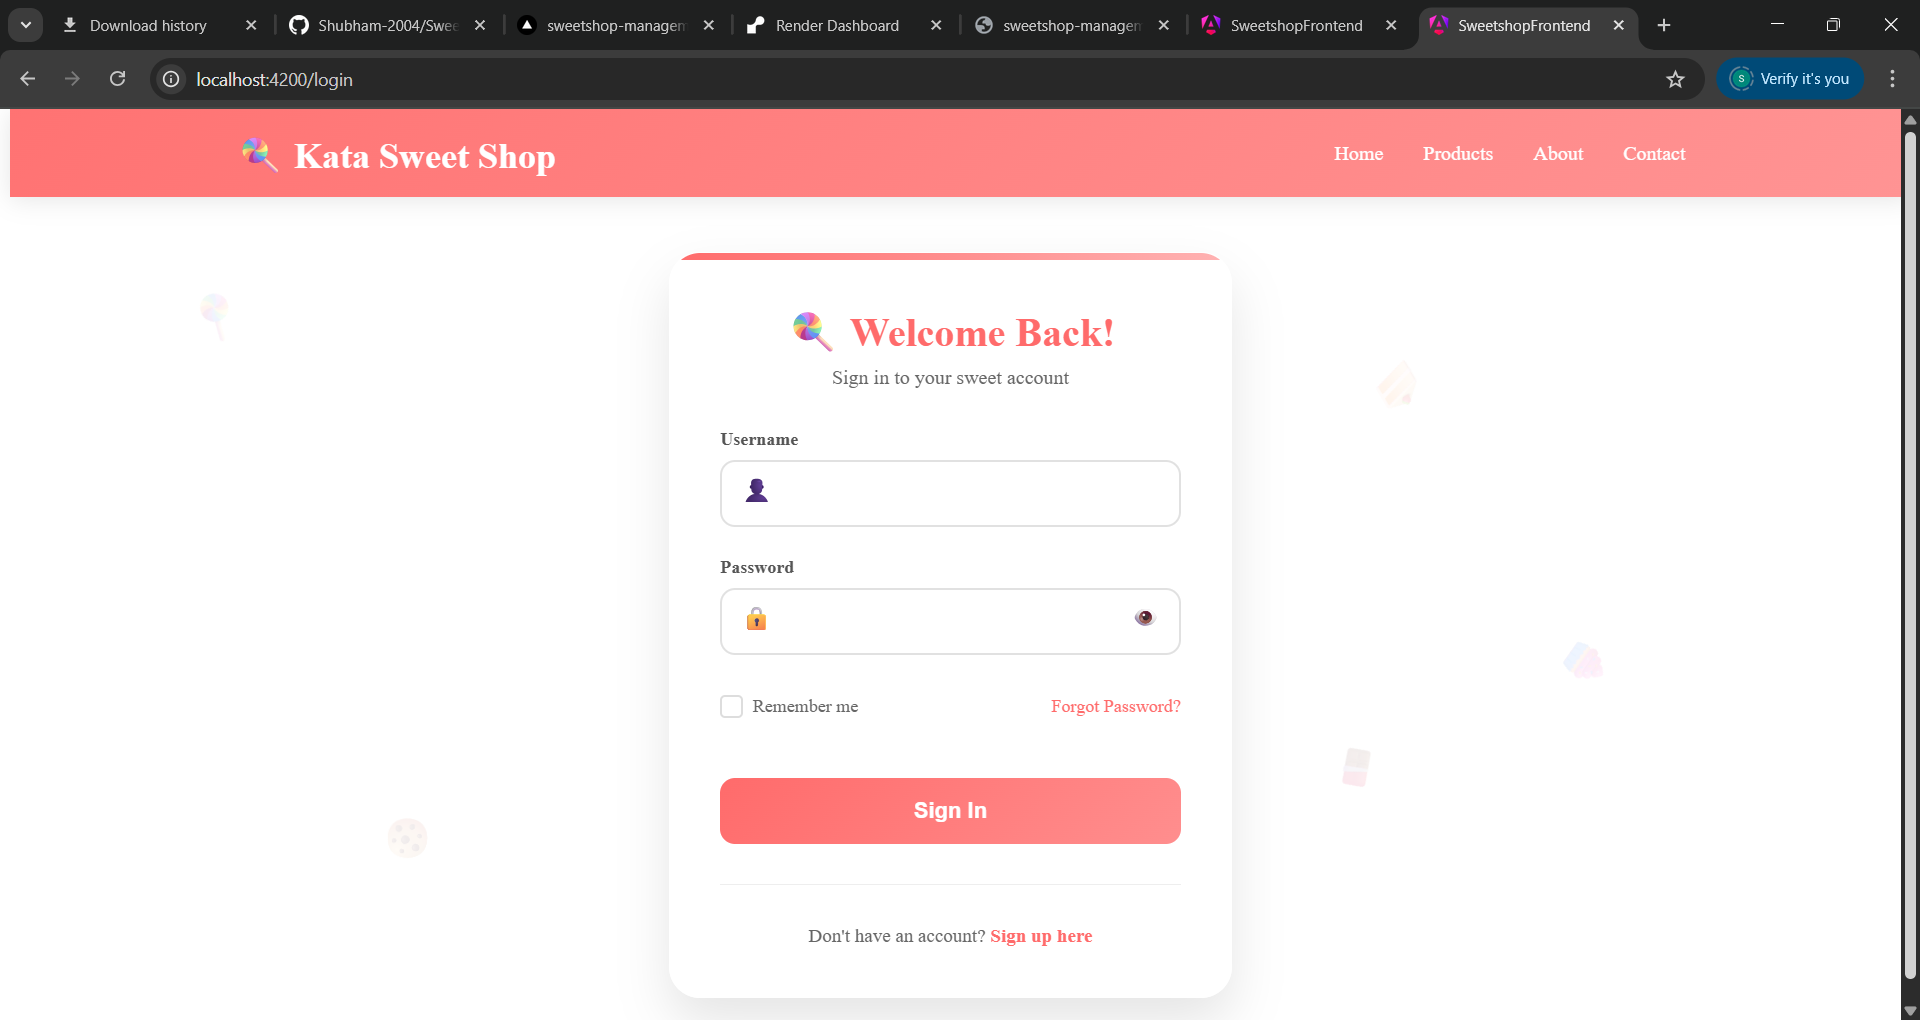 Download history
Shubham-2004/Swee
sweetshop-managem
Render Dashboard
sweetshop-managem
SweetshopFrontend
SweetshopFrontend
localhost:4200/login
S
Verify it's you
Kata Sweet Shop
Home
Products
About
Contact
Welcome Back!
Sign in to your sweet account
Username
Password
Remember me
Forgot Password?
Sign In
Don't have an account? Sign up here